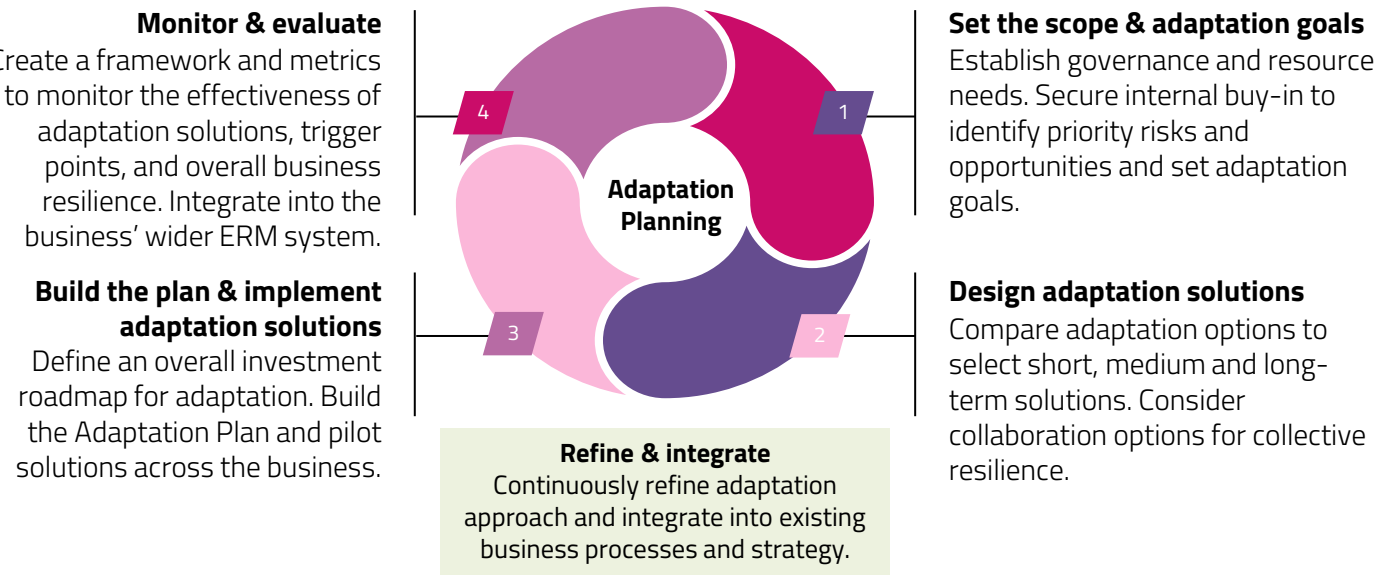 Monitor & evaluate
Create a framework and metrics
to monitor the effectiveness of
adaptation solutions, trigger
points, and overall business
resilience. Integrate into the
business’ wider ERM system.
4
1
Set the scope & adaptation goals
Establish governance and resource
needs. Secure internal buy-in to
identify priority risks and
opportunities and set adaptation
goals.
Adaptation
Planning
Build the plan & implement
adaptation solutions
Define an overall investment
roadmap for adaptation. Build
the Adaptation Plan and pilot
solutions across the business.
3
2
Design adaptation solutions
Compare adaptation options to
select short, medium and long-
term solutions. Consider
collaboration options for collective
resilience.
Refine & integrate
Continuously refine adaptation
approach and integrate into existing
business processes and strategy.